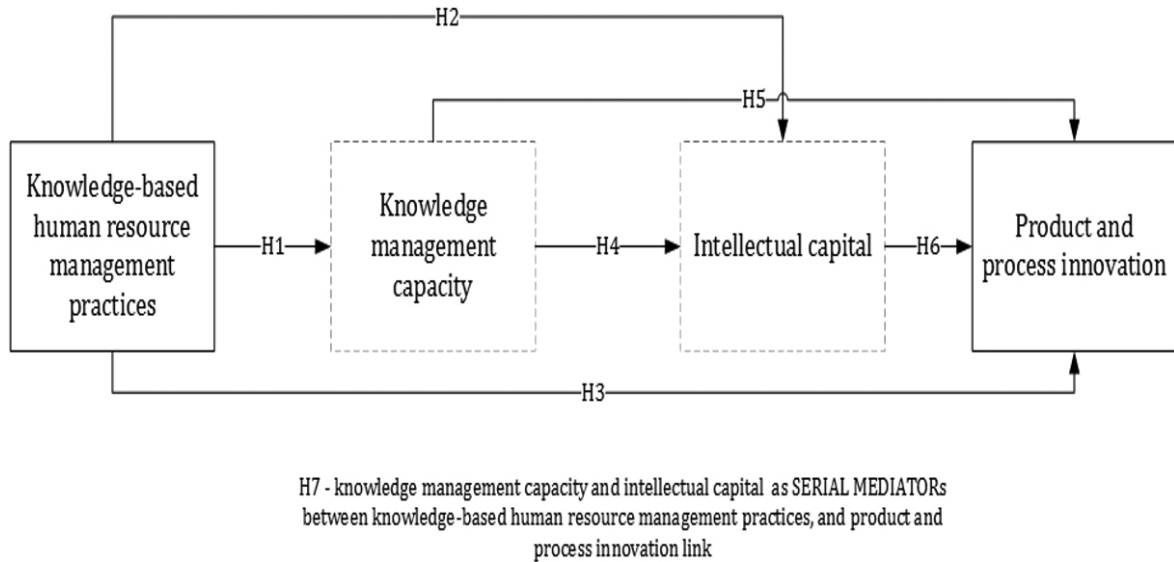 H2
H5
Knowledge-based
human resource
management
practices
H1
Knowledge
management
capacity
H4
Intellectual capital
H6
Product and
process innovation
H3
H7 - knowledge management capacity and intellectual capital as SERIAL MEDIATORs
between knowledge-based human resource management practices, and product and
process innovation link